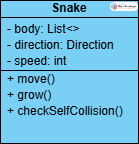 Snake
- body: List<>
- direction: Direction
- speed: int
+ move()
+ grow()
+ checkSelfCollision()